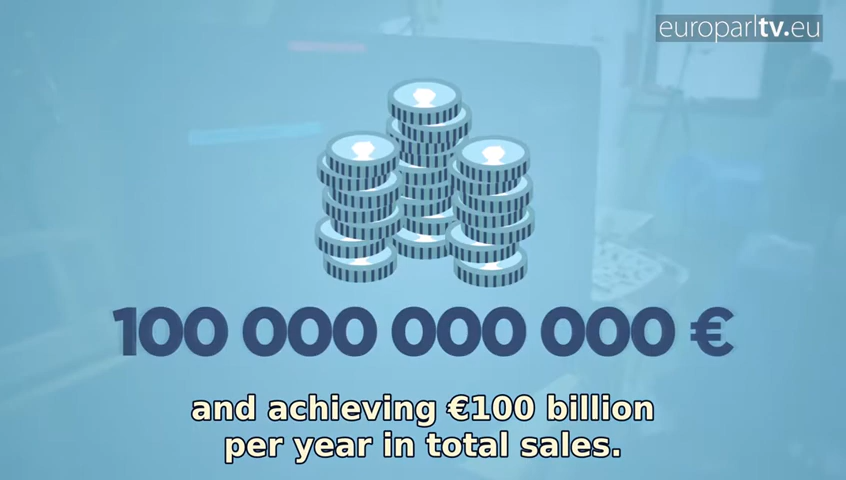 europarltv.eu
100 000 000 000 €
and achieving €100 billion
per year in total sales.